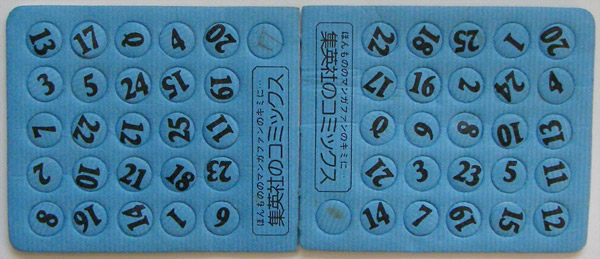 13 17 9 4 20
3 5 24 15 19
7 22 12 25 11
2 10 21 18 23
8 16 14 1 6
ほんもののマンガファンのキミに…
集英社のコミックス
ほんもののマンガファンのキミに…
集英社のコミックス
22 18 25 1 20
17 16 2 24 4
9 6 8 10 13
21 3 23 5 11
14 7 19 15 12